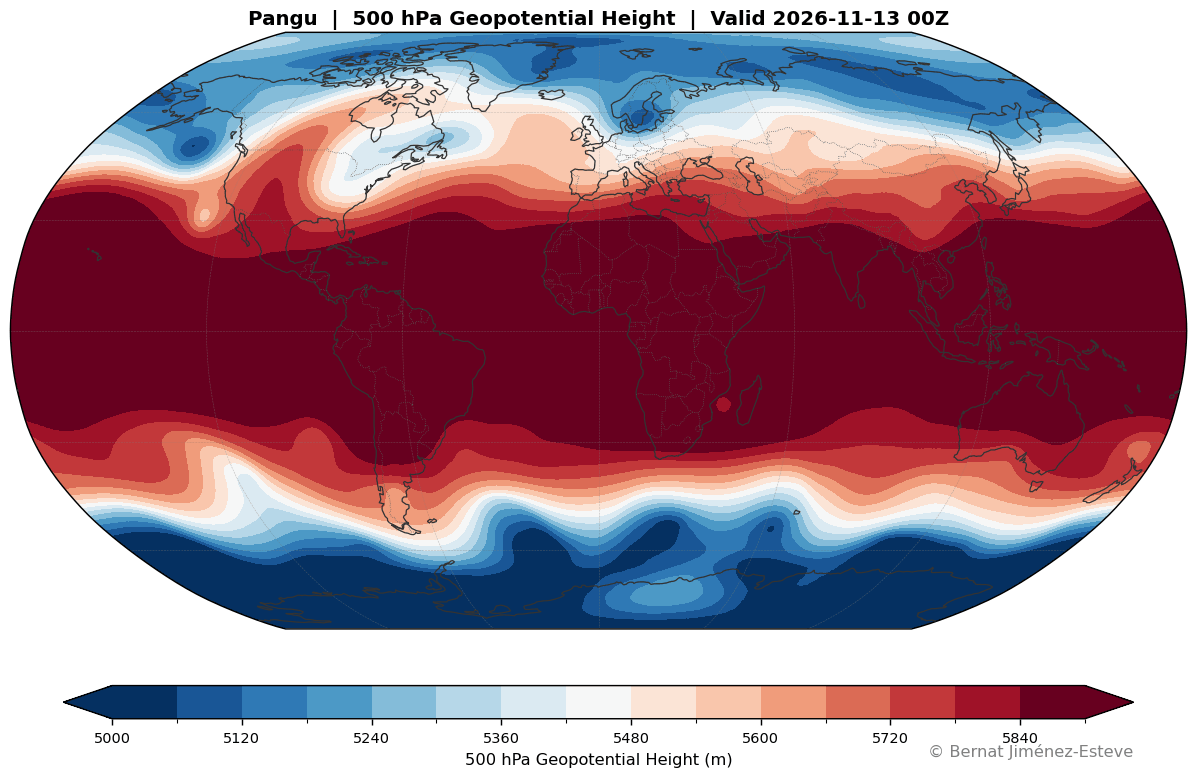 Pangu | 500 hPa Geopotential Height | Valid 2026-11-13 00Z
5000 5120 5240 5360 5480 5600 5720 5840
500 hPa Geopotential Height (m)
© Bernat Jiménez-Esteve